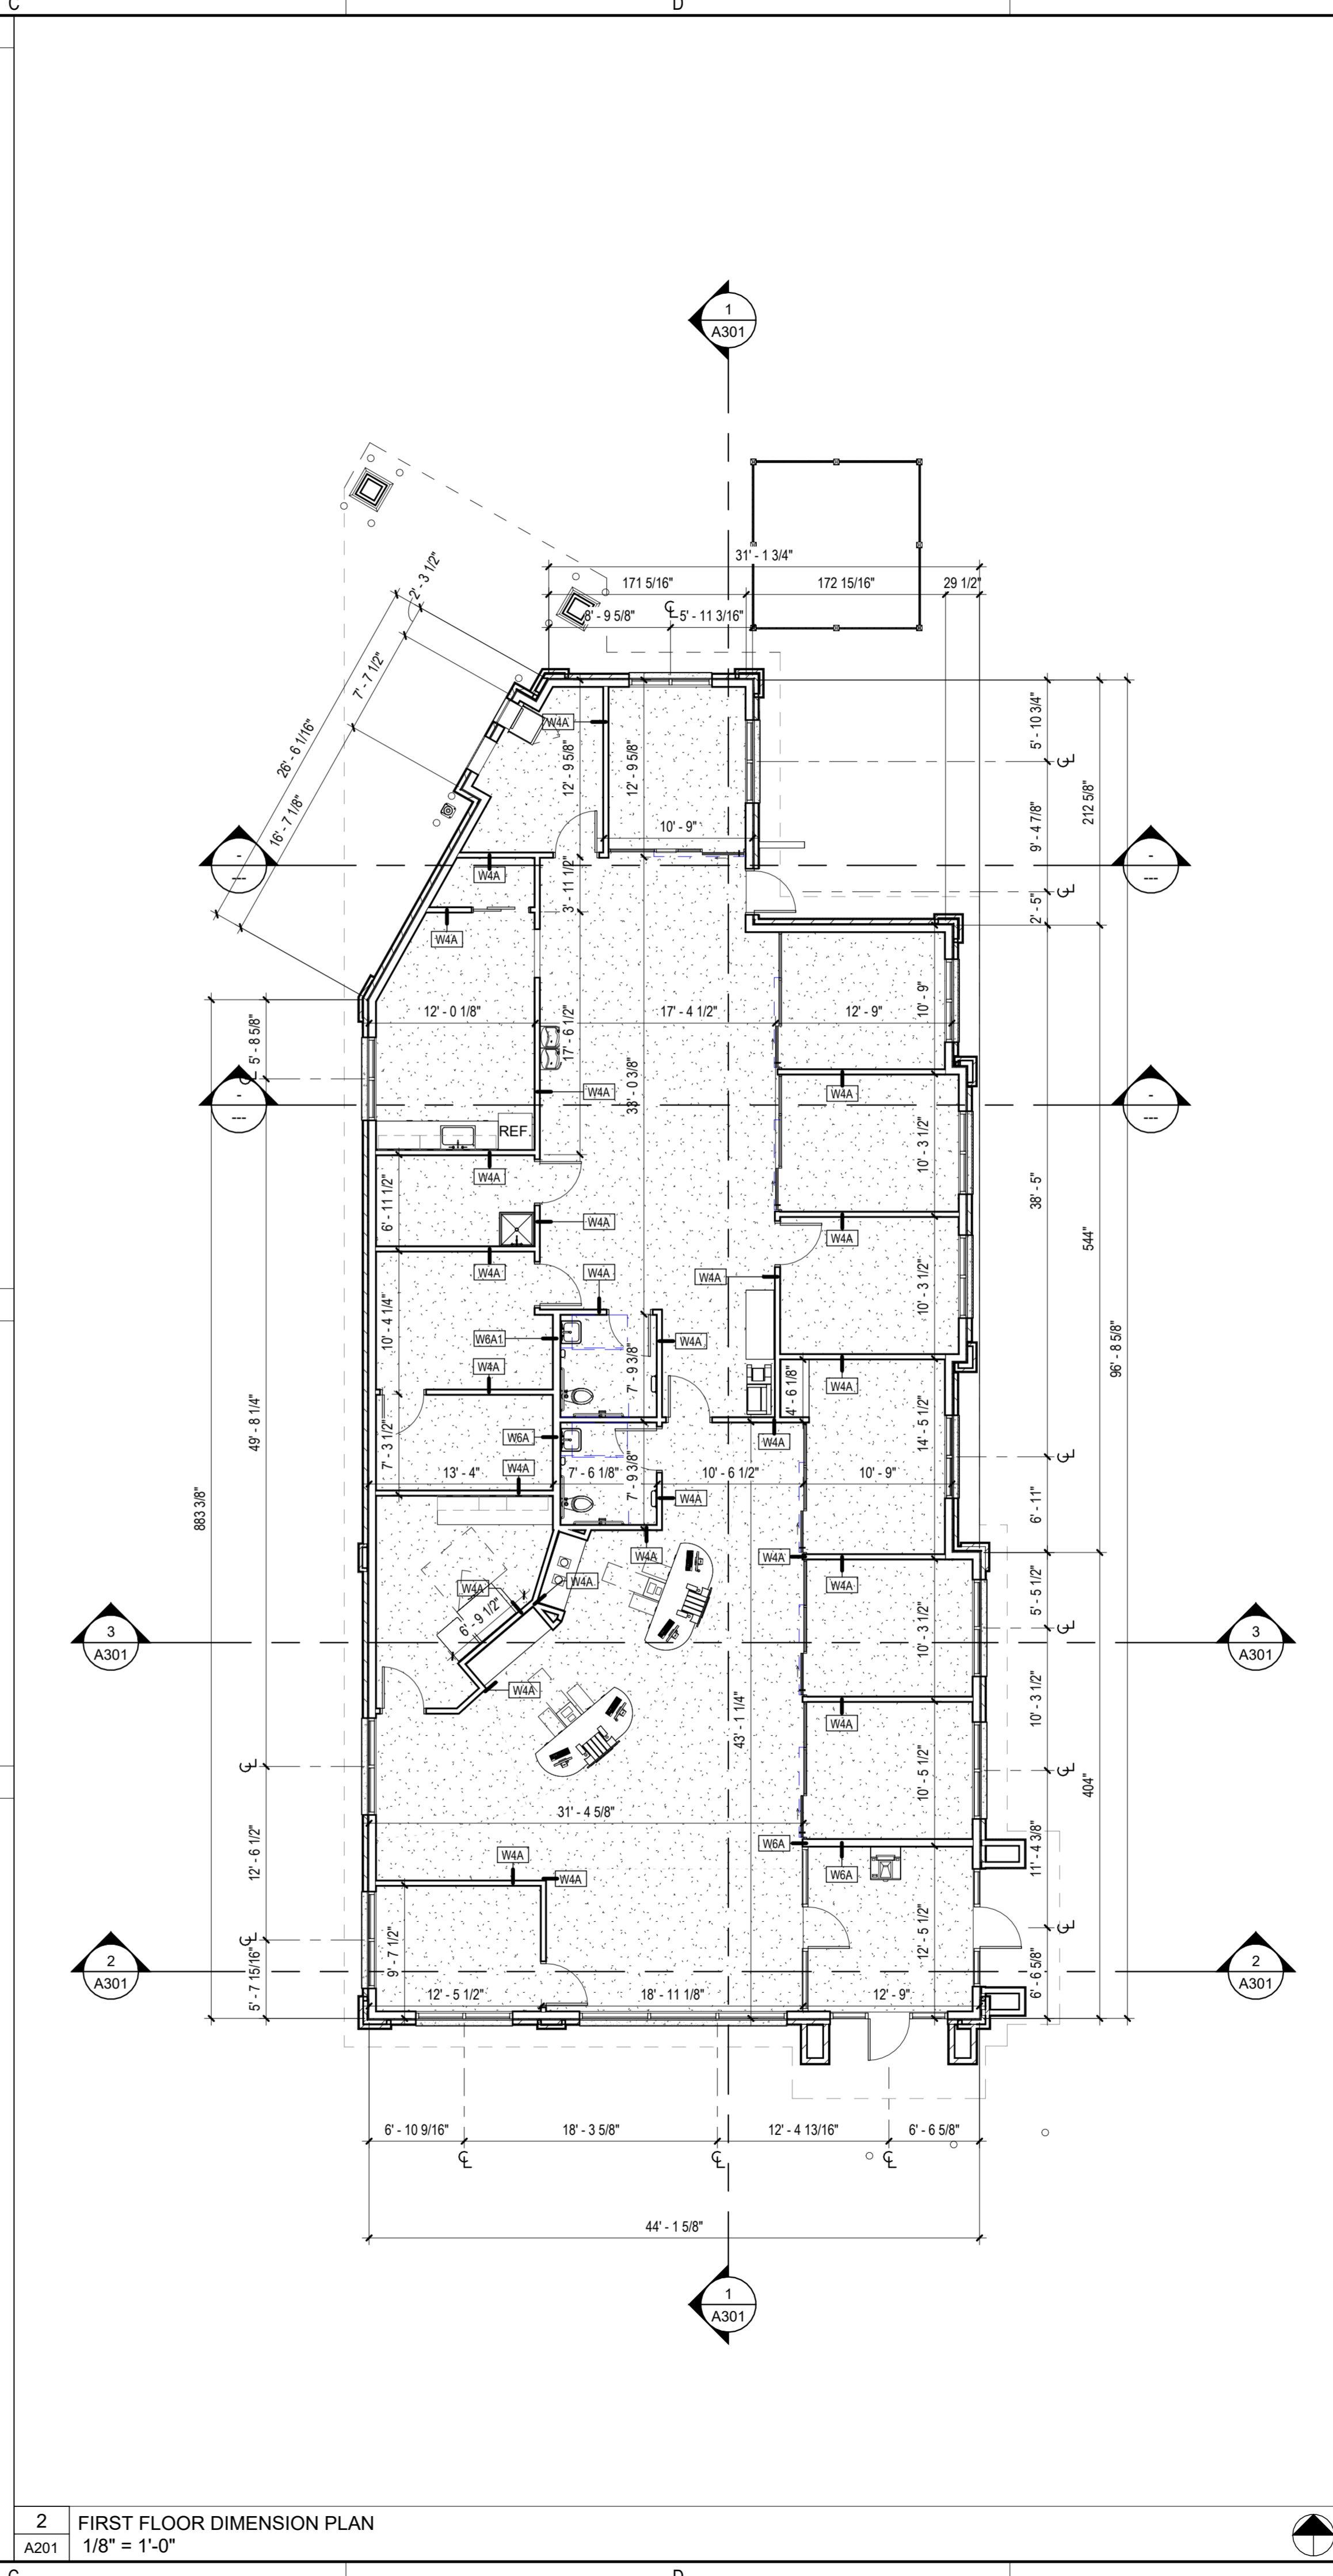 C D
1
A301
31' - 1 3/4"
171 5/16" 172 15/16" 29 1/2"
8' - 9 5/8" 5' - 11 3/16"
2' - 3 1/2"
7' - 7 1/2"
26' - 6 1/16"
16' - 7 1/8"
W4A
12' - 9 5/8" 12' - 9 5/8"
10' - 9"
5' - 10 3/4"
212 5/8"
9' - 4 7/8"
2' - 5"
-
---
-
---
W4A
3' - 11 1/2"
W4A
12' - 0 1/8" 17' - 4 1/2" 12' - 9" 10' - 9"
17' - 6 1/2"
33' - 0 3/8"
5' - 8 5/8"
-
---
-
---
W4A W4A
REF.
10' - 3 1/2"
38' - 5"
544"
W4A
6' - 11 1/2"
W4A W4A
W4A W4A W4A
10' - 3 1/2"
10' - 4 1/4"
W6A1 W4A
96' - 8 5/8"
W4A
7' - 9 3/8"
4' - 6 1/8"
W4A
49' - 8 1/4"
7' - 3 1/2"
W6A W4A
14' - 5 1/2"
W4A
13' - 4" 7' - 6 1/8" 7' - 9 3/8" 10' - 6 1/2" 10' - 9"
W4A
6' - 11"
883 3/8"
W4A W4A W4A
W4A W4A
5' - 5 1/2"
6' - 9 1/2"
10' - 3 1/2"
3
A301
3
A301
W4A
10' - 3 1/2"
W4A
43' - 1 1/4"
10' - 5 1/2"
404"
31' - 4 5/8"
W6A
W4A W4A W6A
12' - 6 1/2"
11' - 4 3/8"
9' - 7 1/2"
12' - 5 1/2"
2
A301
2
A301
5' - 7 15/16"
6' - 6 5/8"
12' - 5 1/2" 18' - 11 1/8" 12' - 9"
6' - 10 9/16" 18' - 3 5/8" 12' - 4 13/16" 6' - 6 5/8"
44' - 1 5/8"
1
A301
2 FIRST FLOOR DIMENSION PLAN
A201 1/8" = 1'-0"
C D